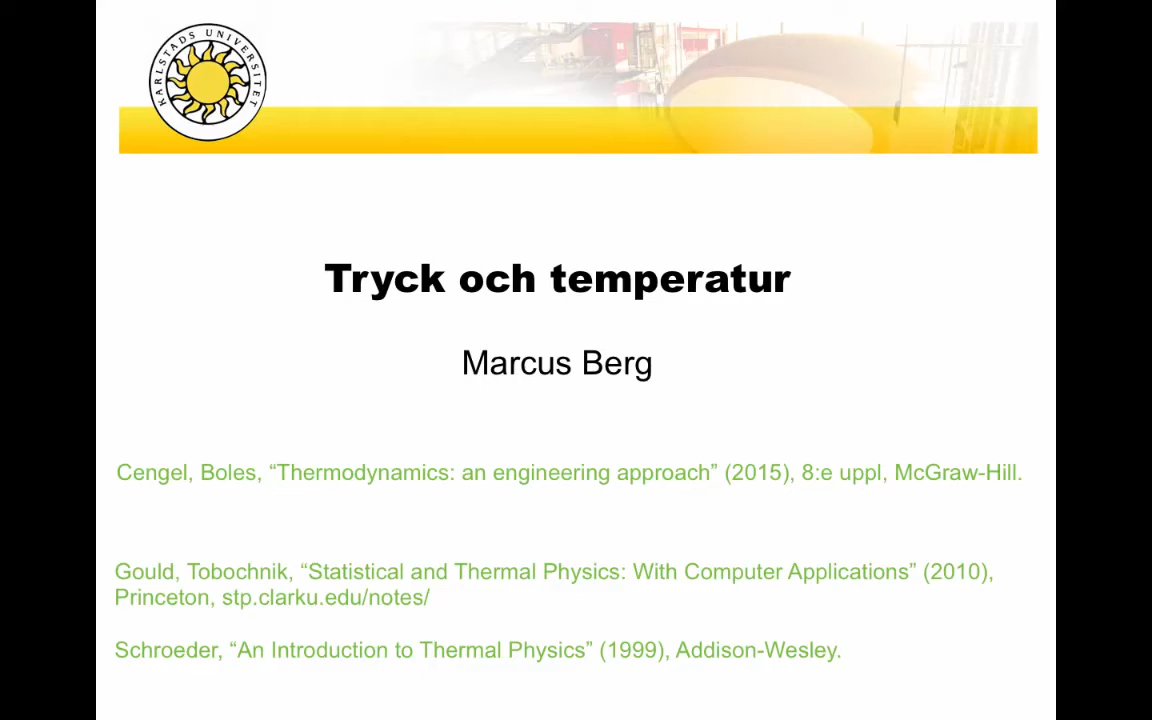 KARLSTADS UNIVERSITET
Tryck och temperatur
Marcus Berg
Cengel, Boles, “Thermodynamics: an engineering approach” (2015), 8:e uppl, McGraw-Hill.
Gould, Tobochnik, “Statistical and Thermal Physics: With Computer Applications” (2010),
Princeton, stp.clarku.edu/notes/
Schroeder, “An Introduction to Thermal Physics” (1999), Addison-Wesley.